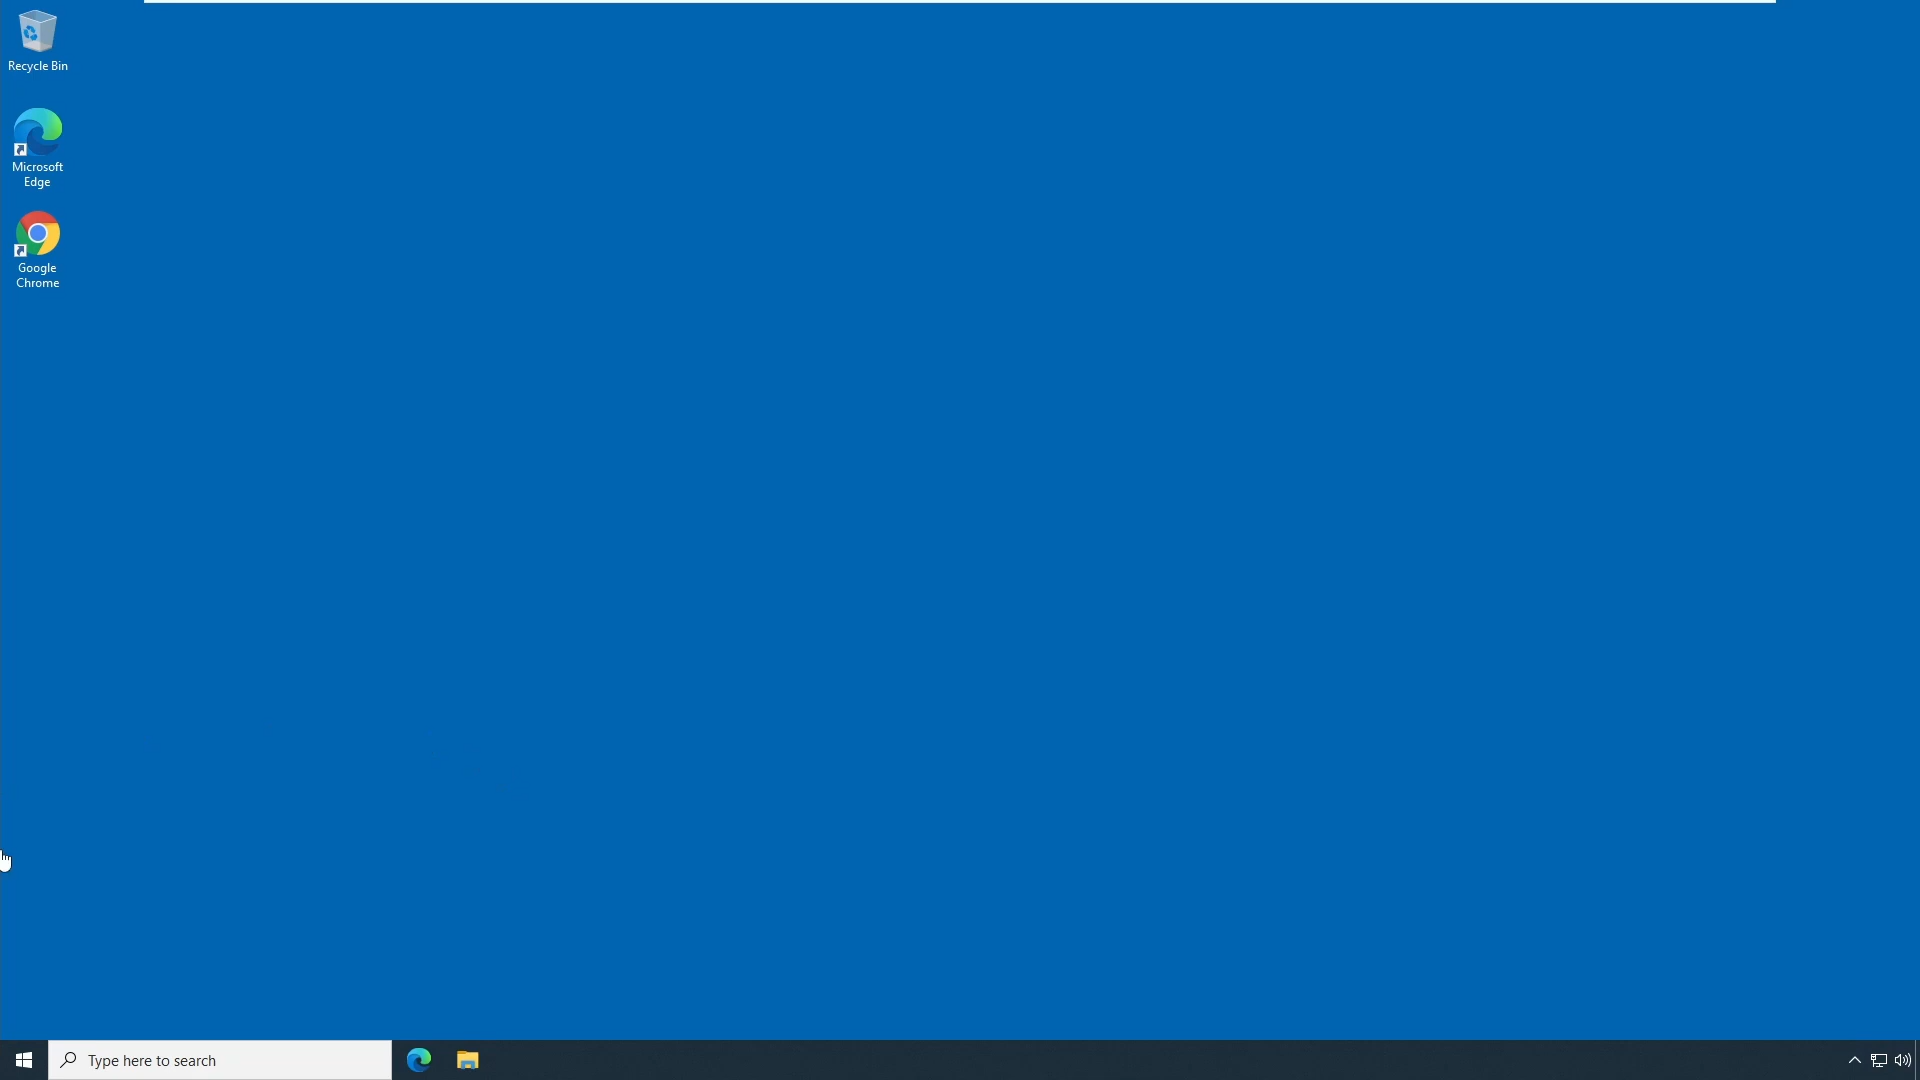 Recycle Bin
Microsoft
Edge
Google
Chrome
Type here to search